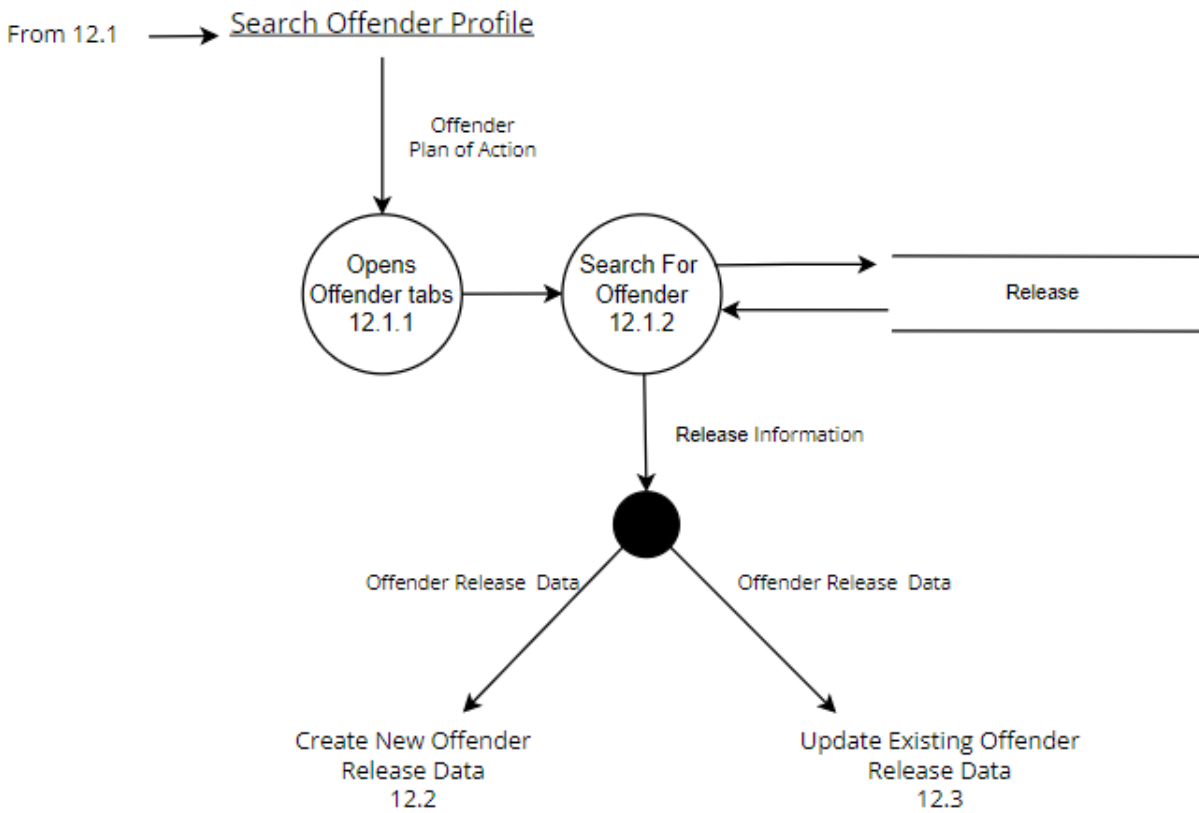 From 12.1
Search Offender Profile
Offender
Plan of Action
Opens
Offender tabs
12.1.1
Search For
Offender
12.1.2
Release
Release Information
Offender Release Data
Offender Release Data
Create New Offender
Release Data
12.2
Update Existing Offender
Release Data
12.3